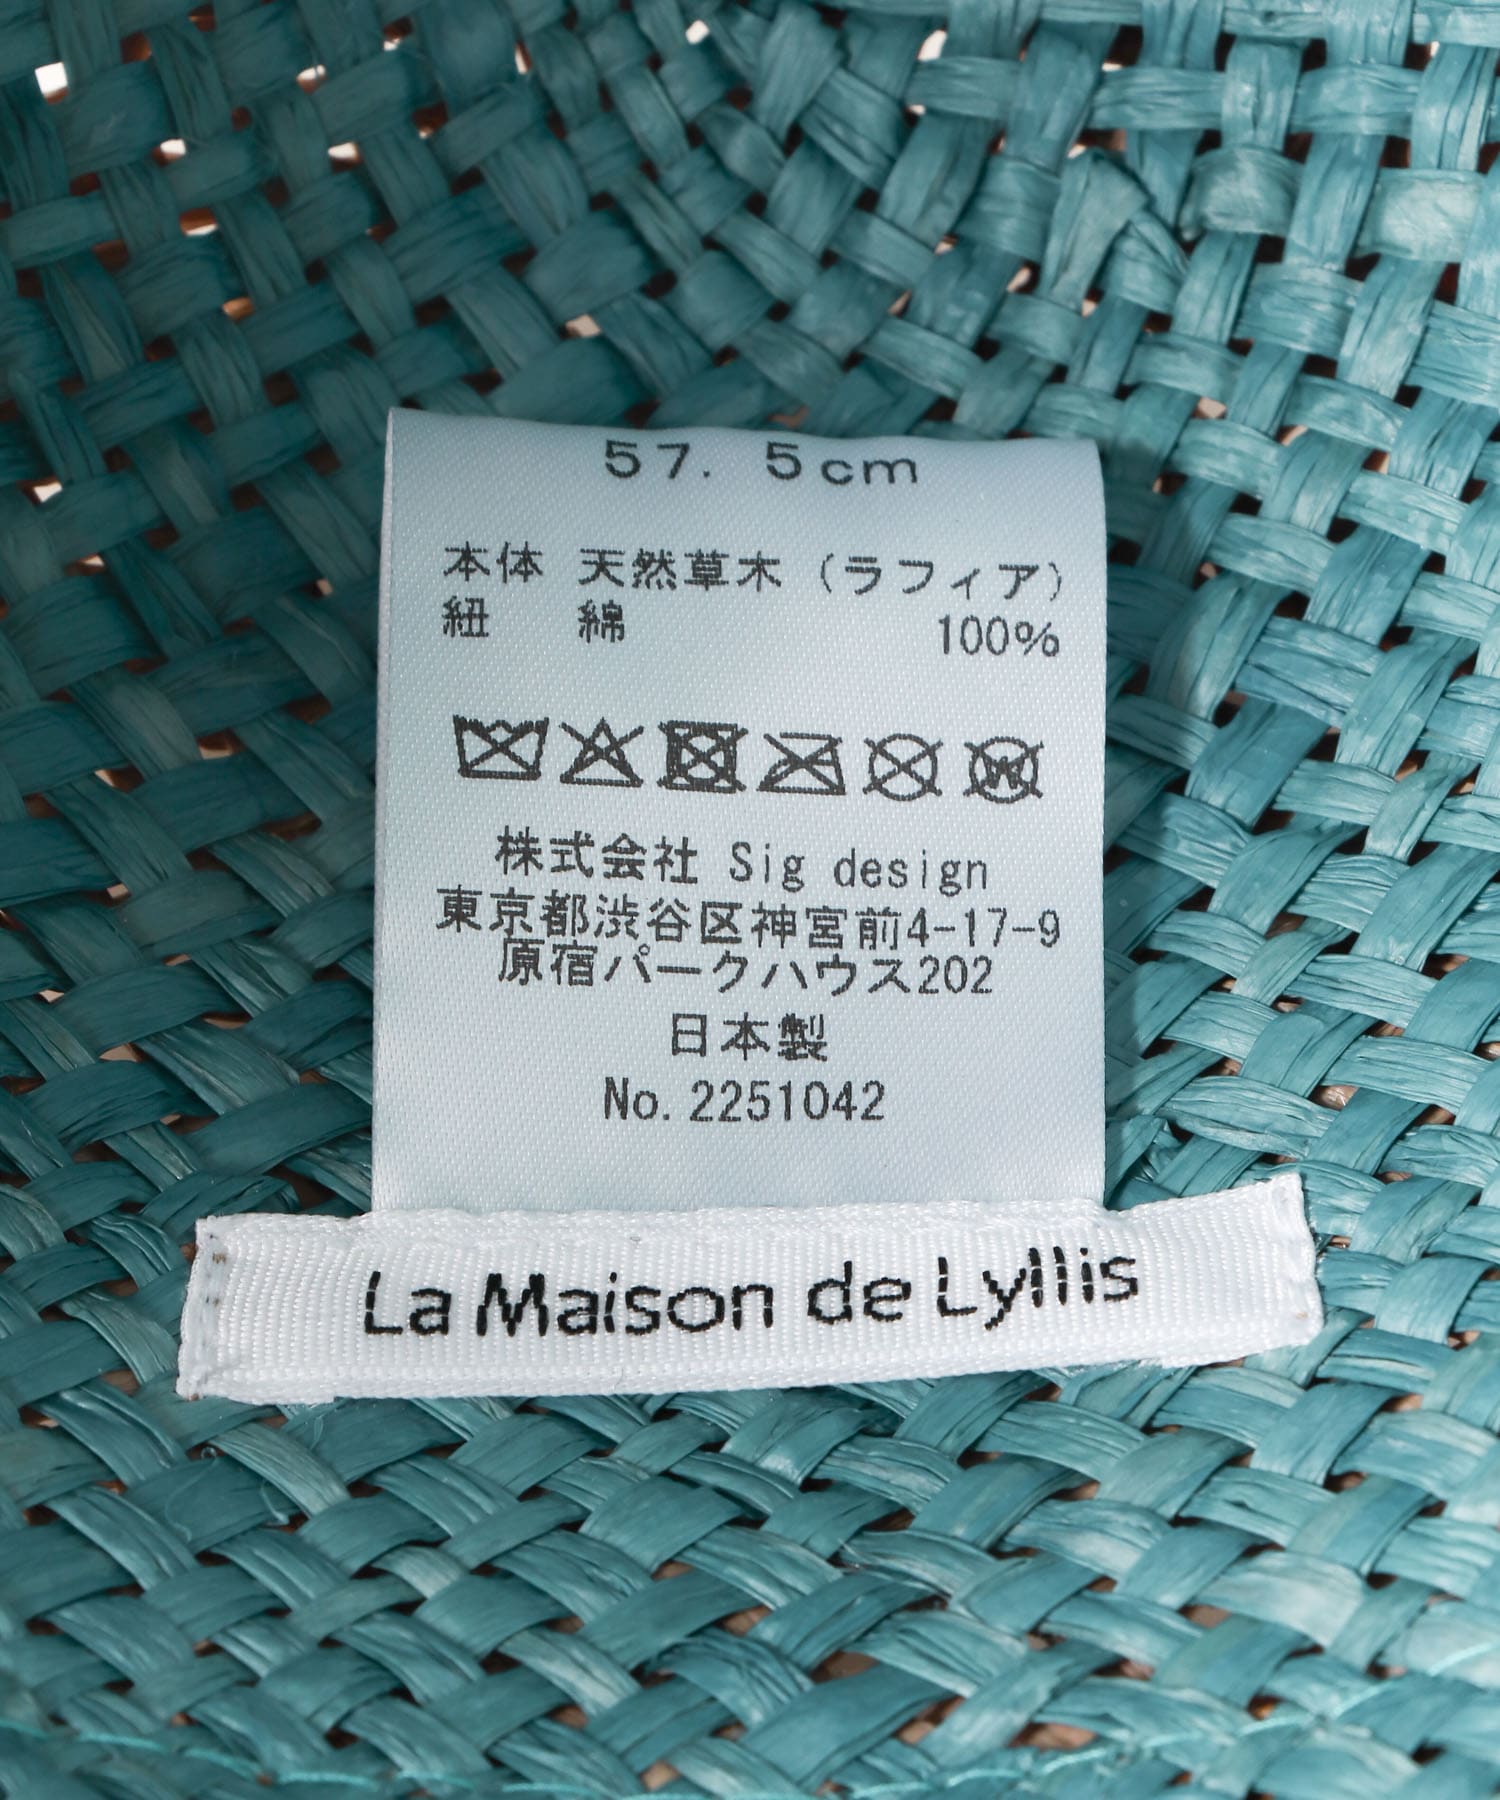 57. 5cm
本体 天然草木（ラフィア）
紐 綿 100%
株式会社 Sig design
東京都渋谷区神宮前4-17-9
原宿パークハウス202
日本製
No. 2251042
La Maison de Lyllis